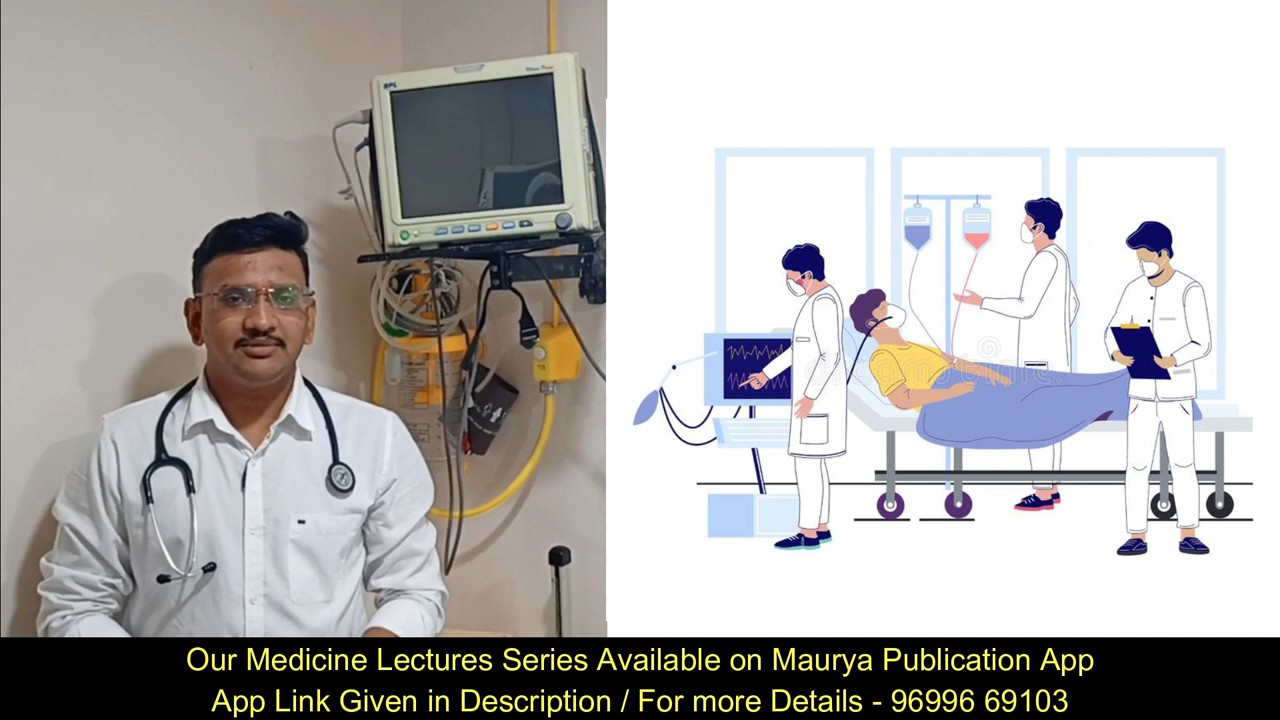 BPL
Our Medicine Lectures Series Available on Maurya Publication App
App Link Given in Description / For more Details - 96996 69103